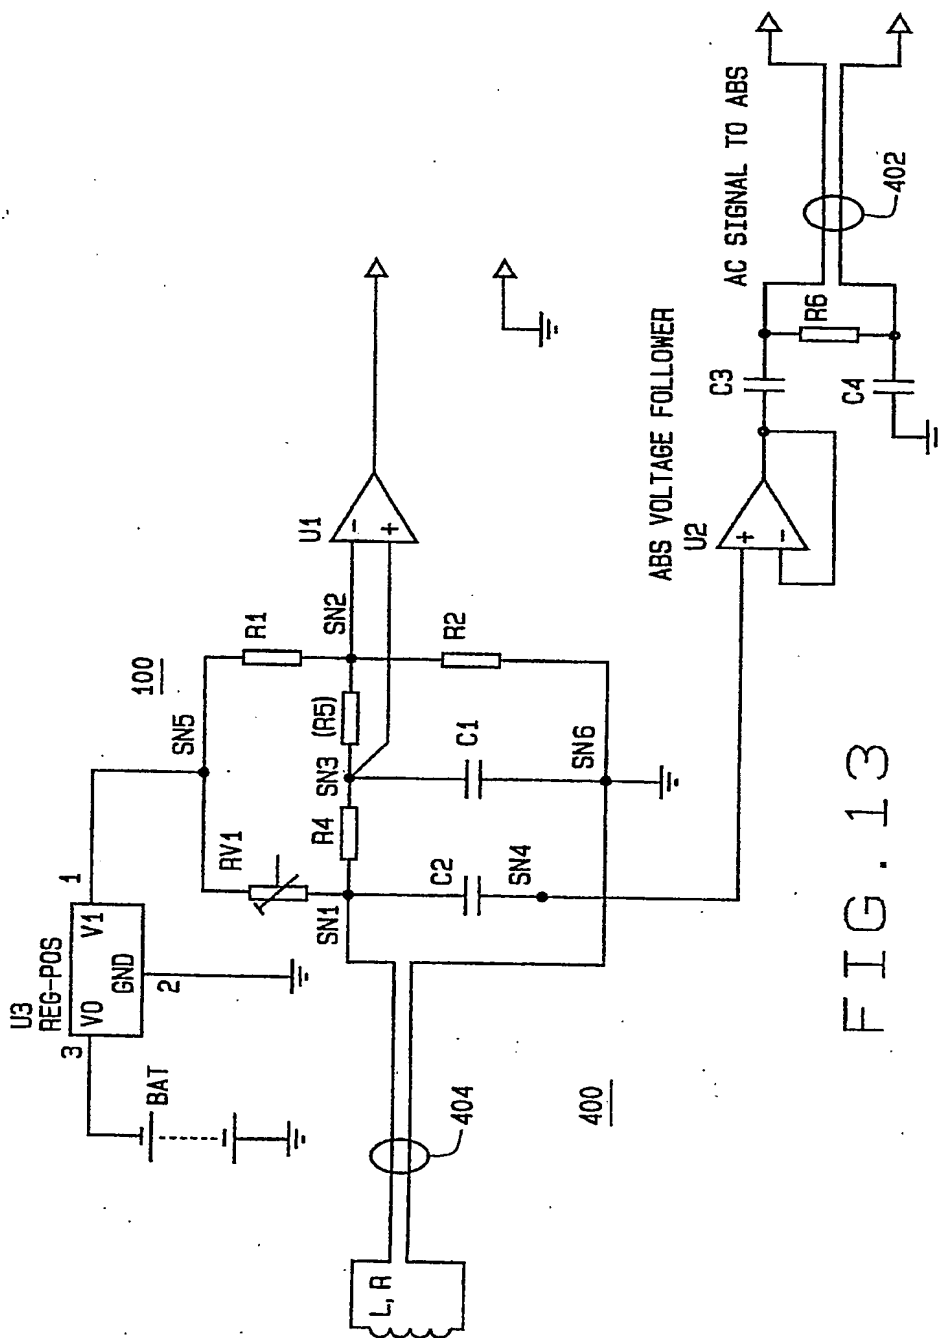 U3
REG-POS
3
VO
V1
1
GND
2
BAT
100
SN5
RV1
R1
SN1
R4
SN3
(R5)
SN2
U1
-
+
C2
C1
R2
SN4
SN6
L, R
404
400
ABS VOLTAGE FOLLOWER
U2
+
-
C3
R6
C4
AC SIGNAL TO ABS
402
FIG. 13